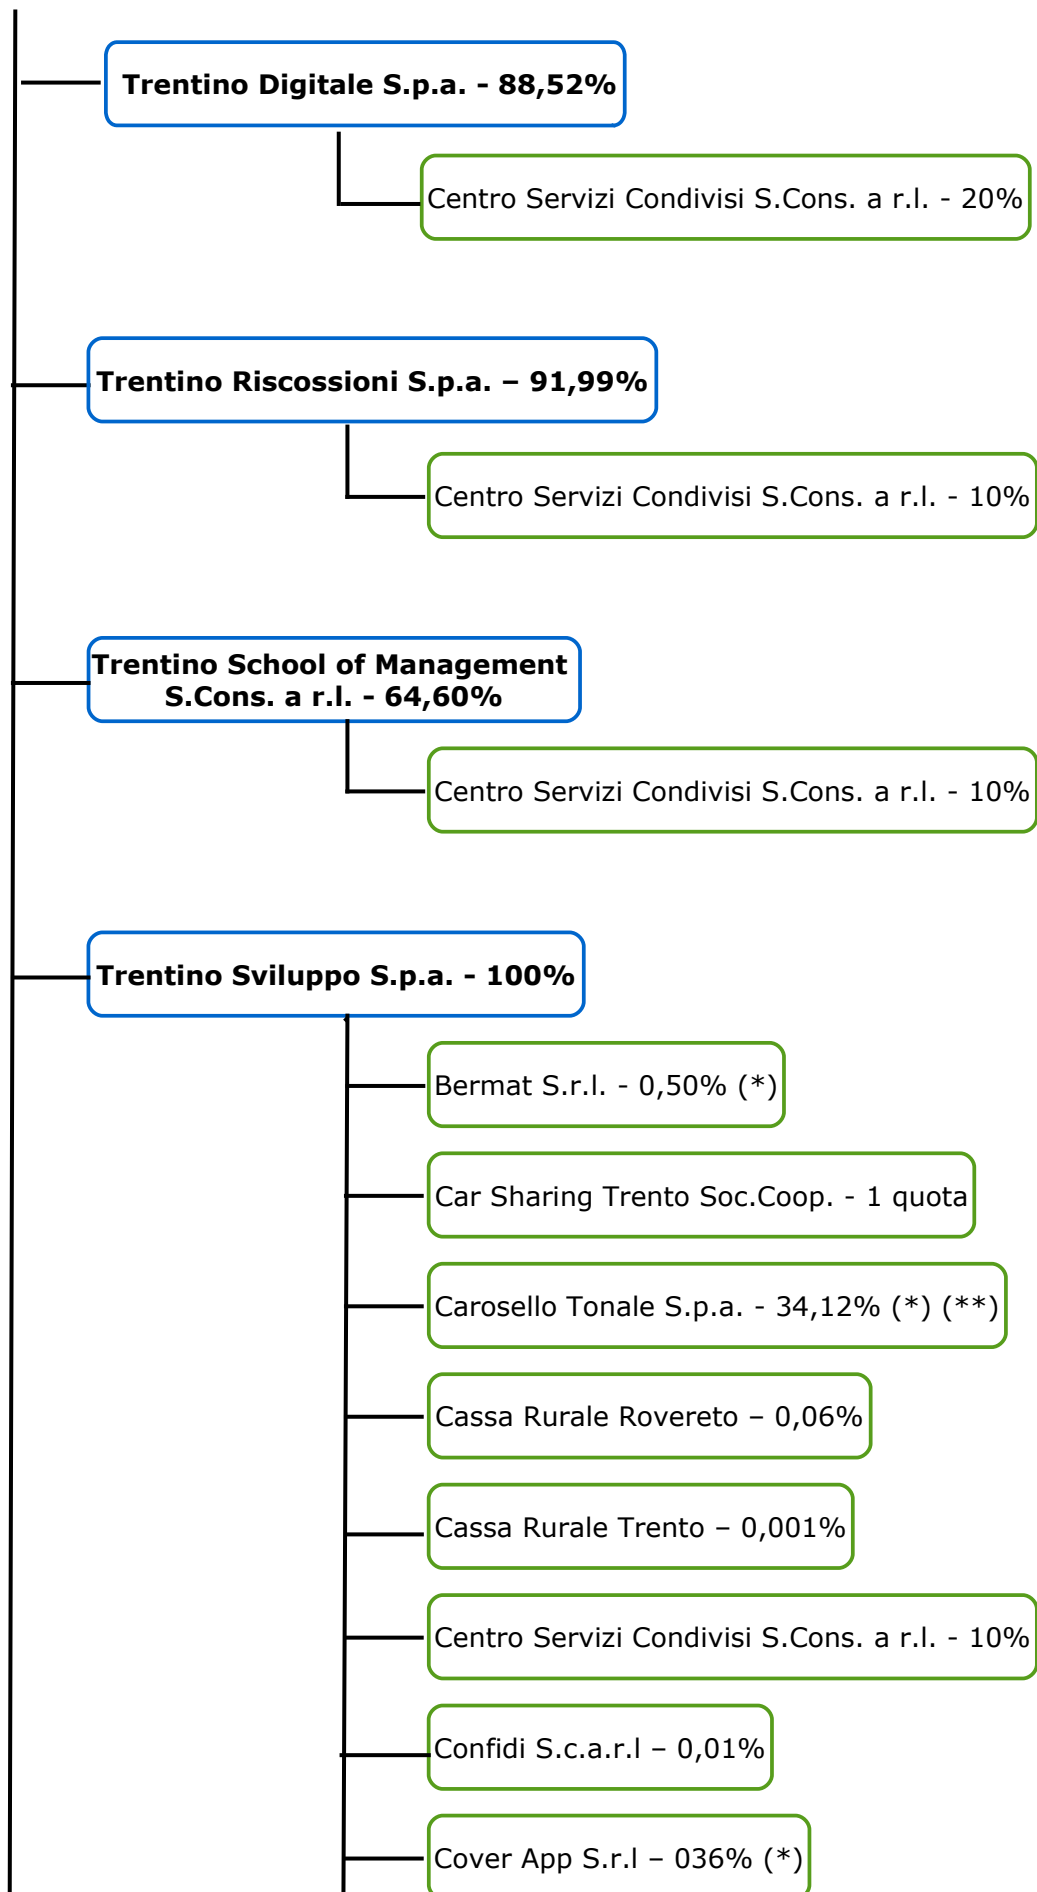 Trentino Digitale S.p.a. - 88,52%
Centro Servizi Condivisi S.Cons. a r.l. - 20%
Trentino Riscossioni S.p.a. – 91,99%
Centro Servizi Condivisi S.Cons. a r.l. - 10%
Trentino School of Management
S.Cons. a r.l. - 64,60%
Centro Servizi Condivisi S.Cons. a r.l. - 10%
Trentino Sviluppo S.p.a. - 100%
Bermat S.r.l. - 0,50% (*)
Car Sharing Trento Soc.Coop. - 1 quota
Carosello Tonale S.p.a. - 34,12% (*) (**)
Cassa Rurale Rovereto – 0,06%
Cassa Rurale Trento – 0,001%
Centro Servizi Condivisi S.Cons. a r.l. - 10%
Confidi S.c.a.r.l – 0,01%
Cover App S.r.l – 036% (*)